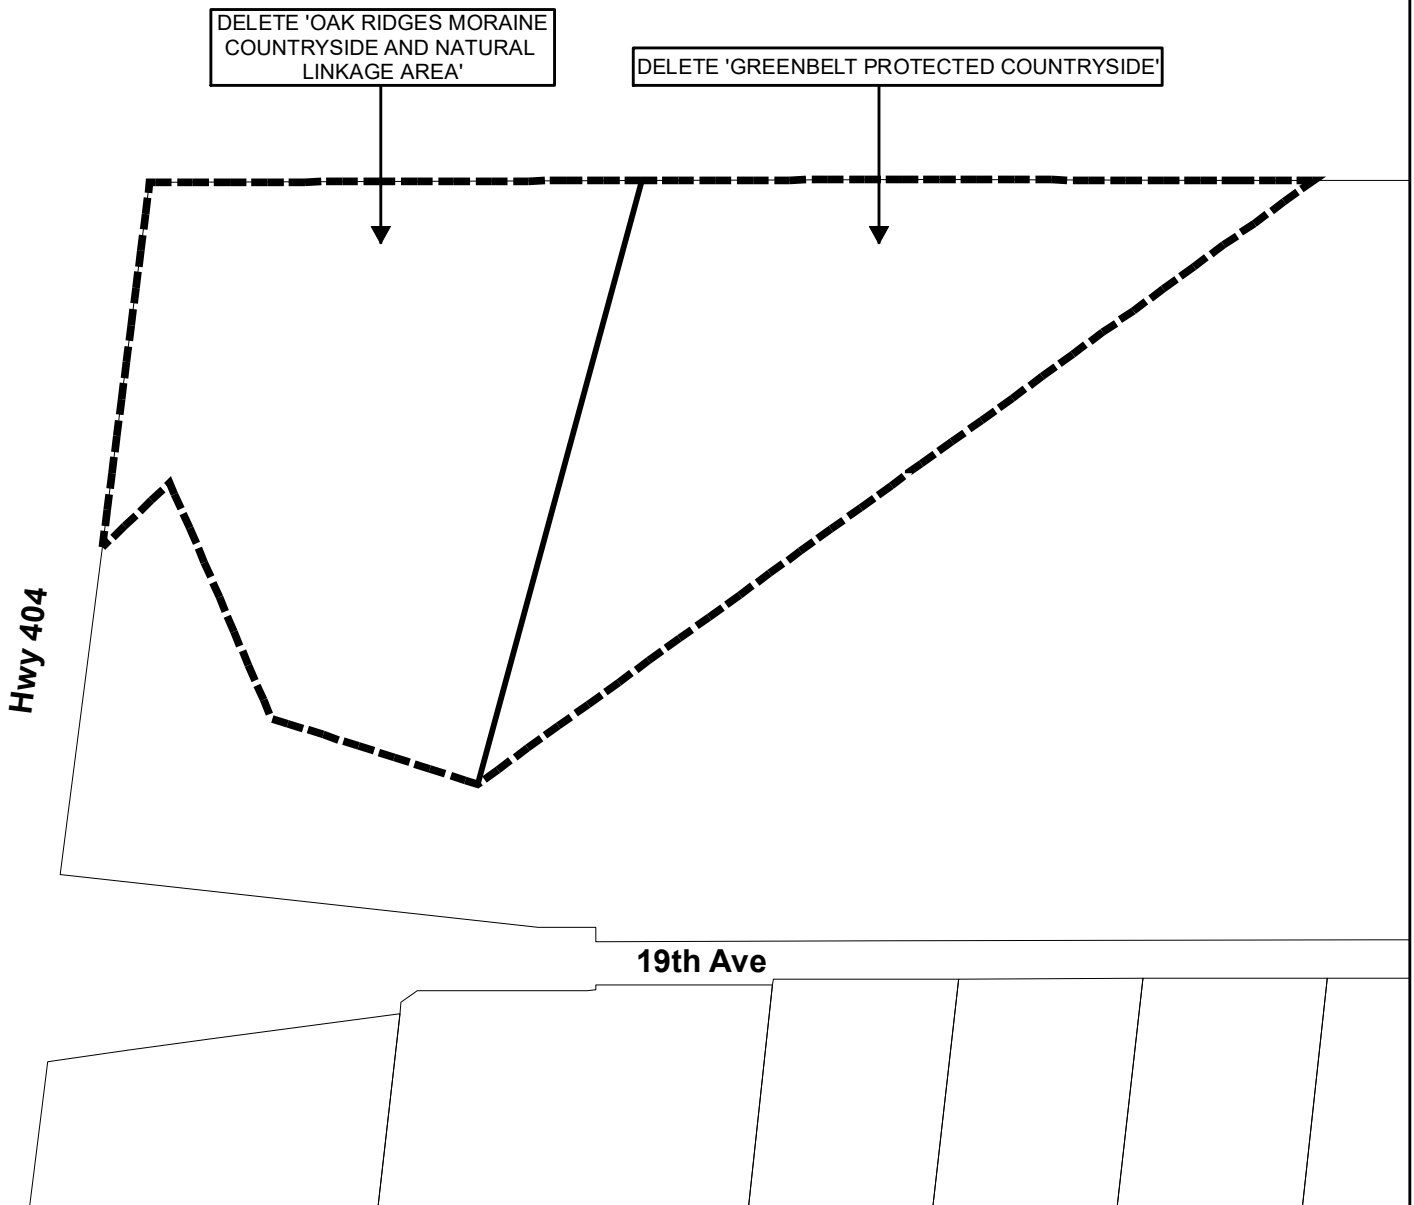 DELETE 'OAK RIDGES MORAINE
COUNTRYSIDE AND NATURAL
LINKAGE AREA'
DELETE 'GREENBELT PROTECTED COUNTRYSIDE'
Hwy 404
19th Ave